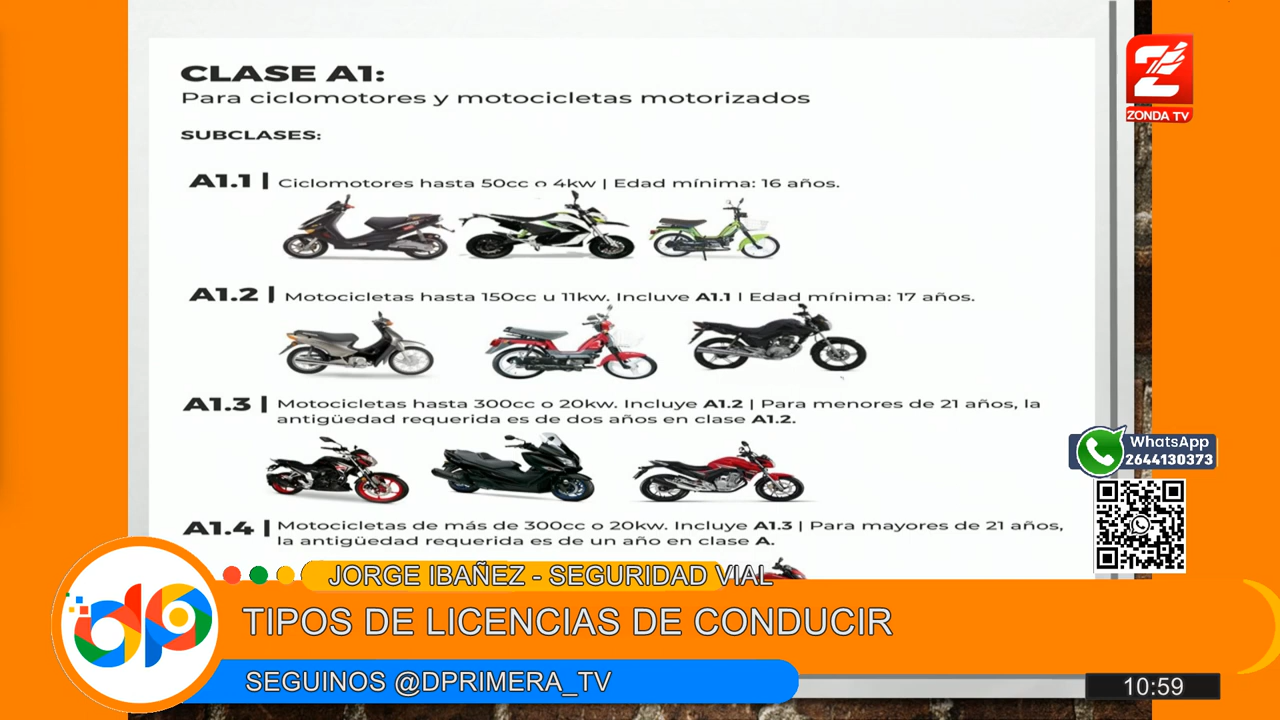 CLASE A1:
Para ciclomotores y motocicletas motorizados
SUBCLASES:
A1.1 | Ciclomotores hasta 50cc o 4kw | Edad mínima: 16 años.
A1.2 | Motocicletas hasta 150cc u 11kw. Incluye A1.1 | Edad mínima: 17 años.
A1.3 | Motocicletas hasta 300cc o 20kw. Incluye A1.2 | Para menores de 21 años, la
antigüedad requerida es de dos años en clase A1.2.
A1.4 | Motocicletas de más de 300cc o 20kw. Incluye A1.3 | Para mayores de 21 años,
la antigüedad requerida es de un año en clase A.
Z
ZONDA TV
WhatsApp
2644130373
dp
JORGE IBAÑEZ - SEGURIDAD VIAL
TIPOS DE LICENCIAS DE CONDUCIR
SEGUINOS @DPRIMERA_TV
10:59